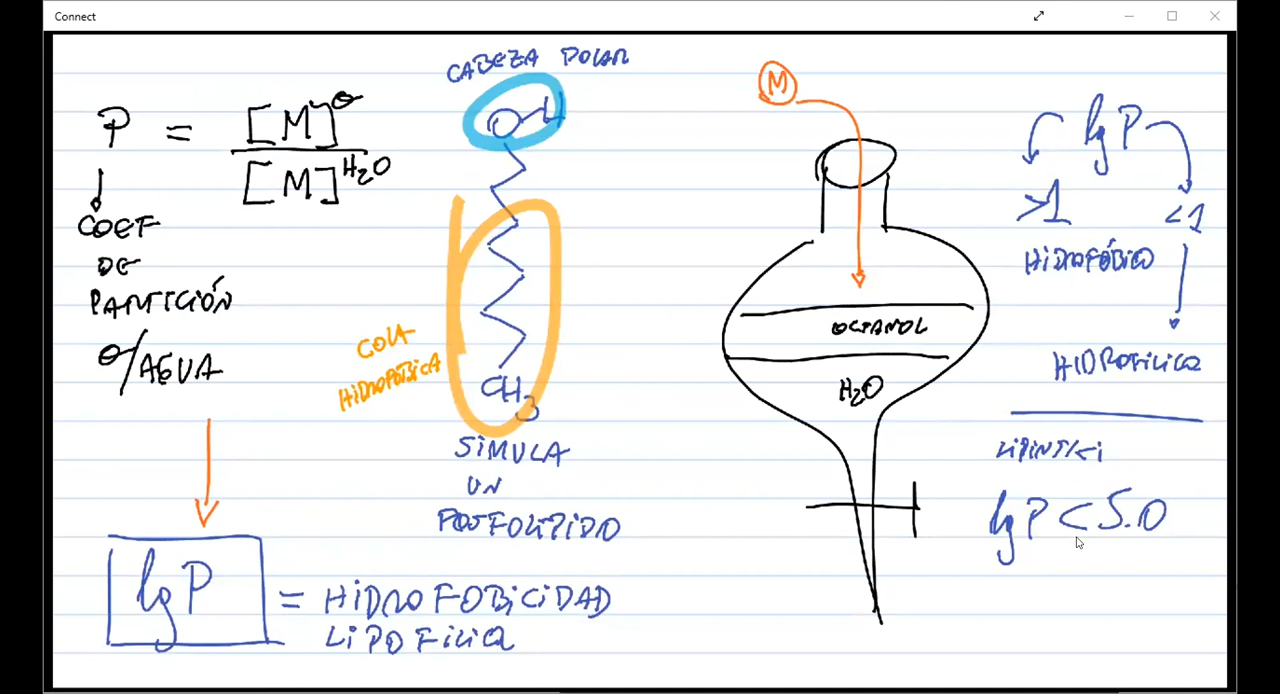 Connect
P = [M]ᶿ / [M]ᴴ²ᴼ
COEF
DE
PARTICIÓN
θ/AGUA
lgP = HIDROFOBICIDAD
LIPOFILIA
CABEZA POLAR
OH
COLA
HIDROFÓBICA
CH₃
SIMULA
UN
FOSFOLÍPIDO
M
OCTANOL
H₂O
lgP
>1 <1
HIDROFÓBICO
HIDROFILICO
LIPINSKI
lgP < 5.0